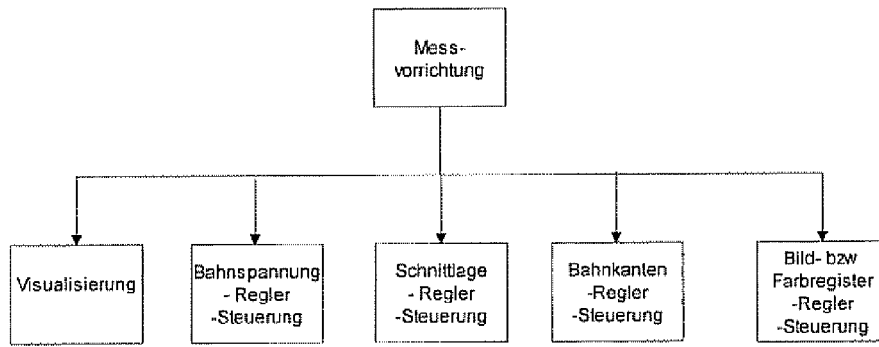 Mess-
vorrichtung
Visualisierung
Bahnspannung
- Regler
-Steuerung
Schnittlage
- Regler
-Steuerung
Bahnkanten
-Regler
-Steuerung
Bild- bzw
Farbregister
-Regler
-Steuerung